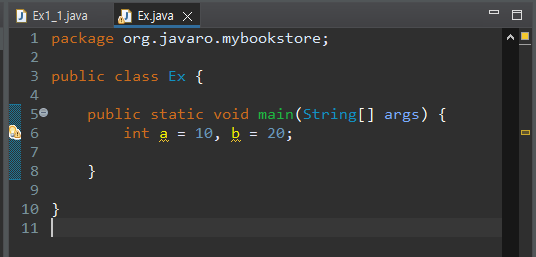 Ex1_1.java Ex.java
1 package org.javaro.mybookstore;
2
3 public class Ex {
4
5 public static void main(String[] args) {
6 int a = 10, b = 20;
7
8 }
9
10 }
11